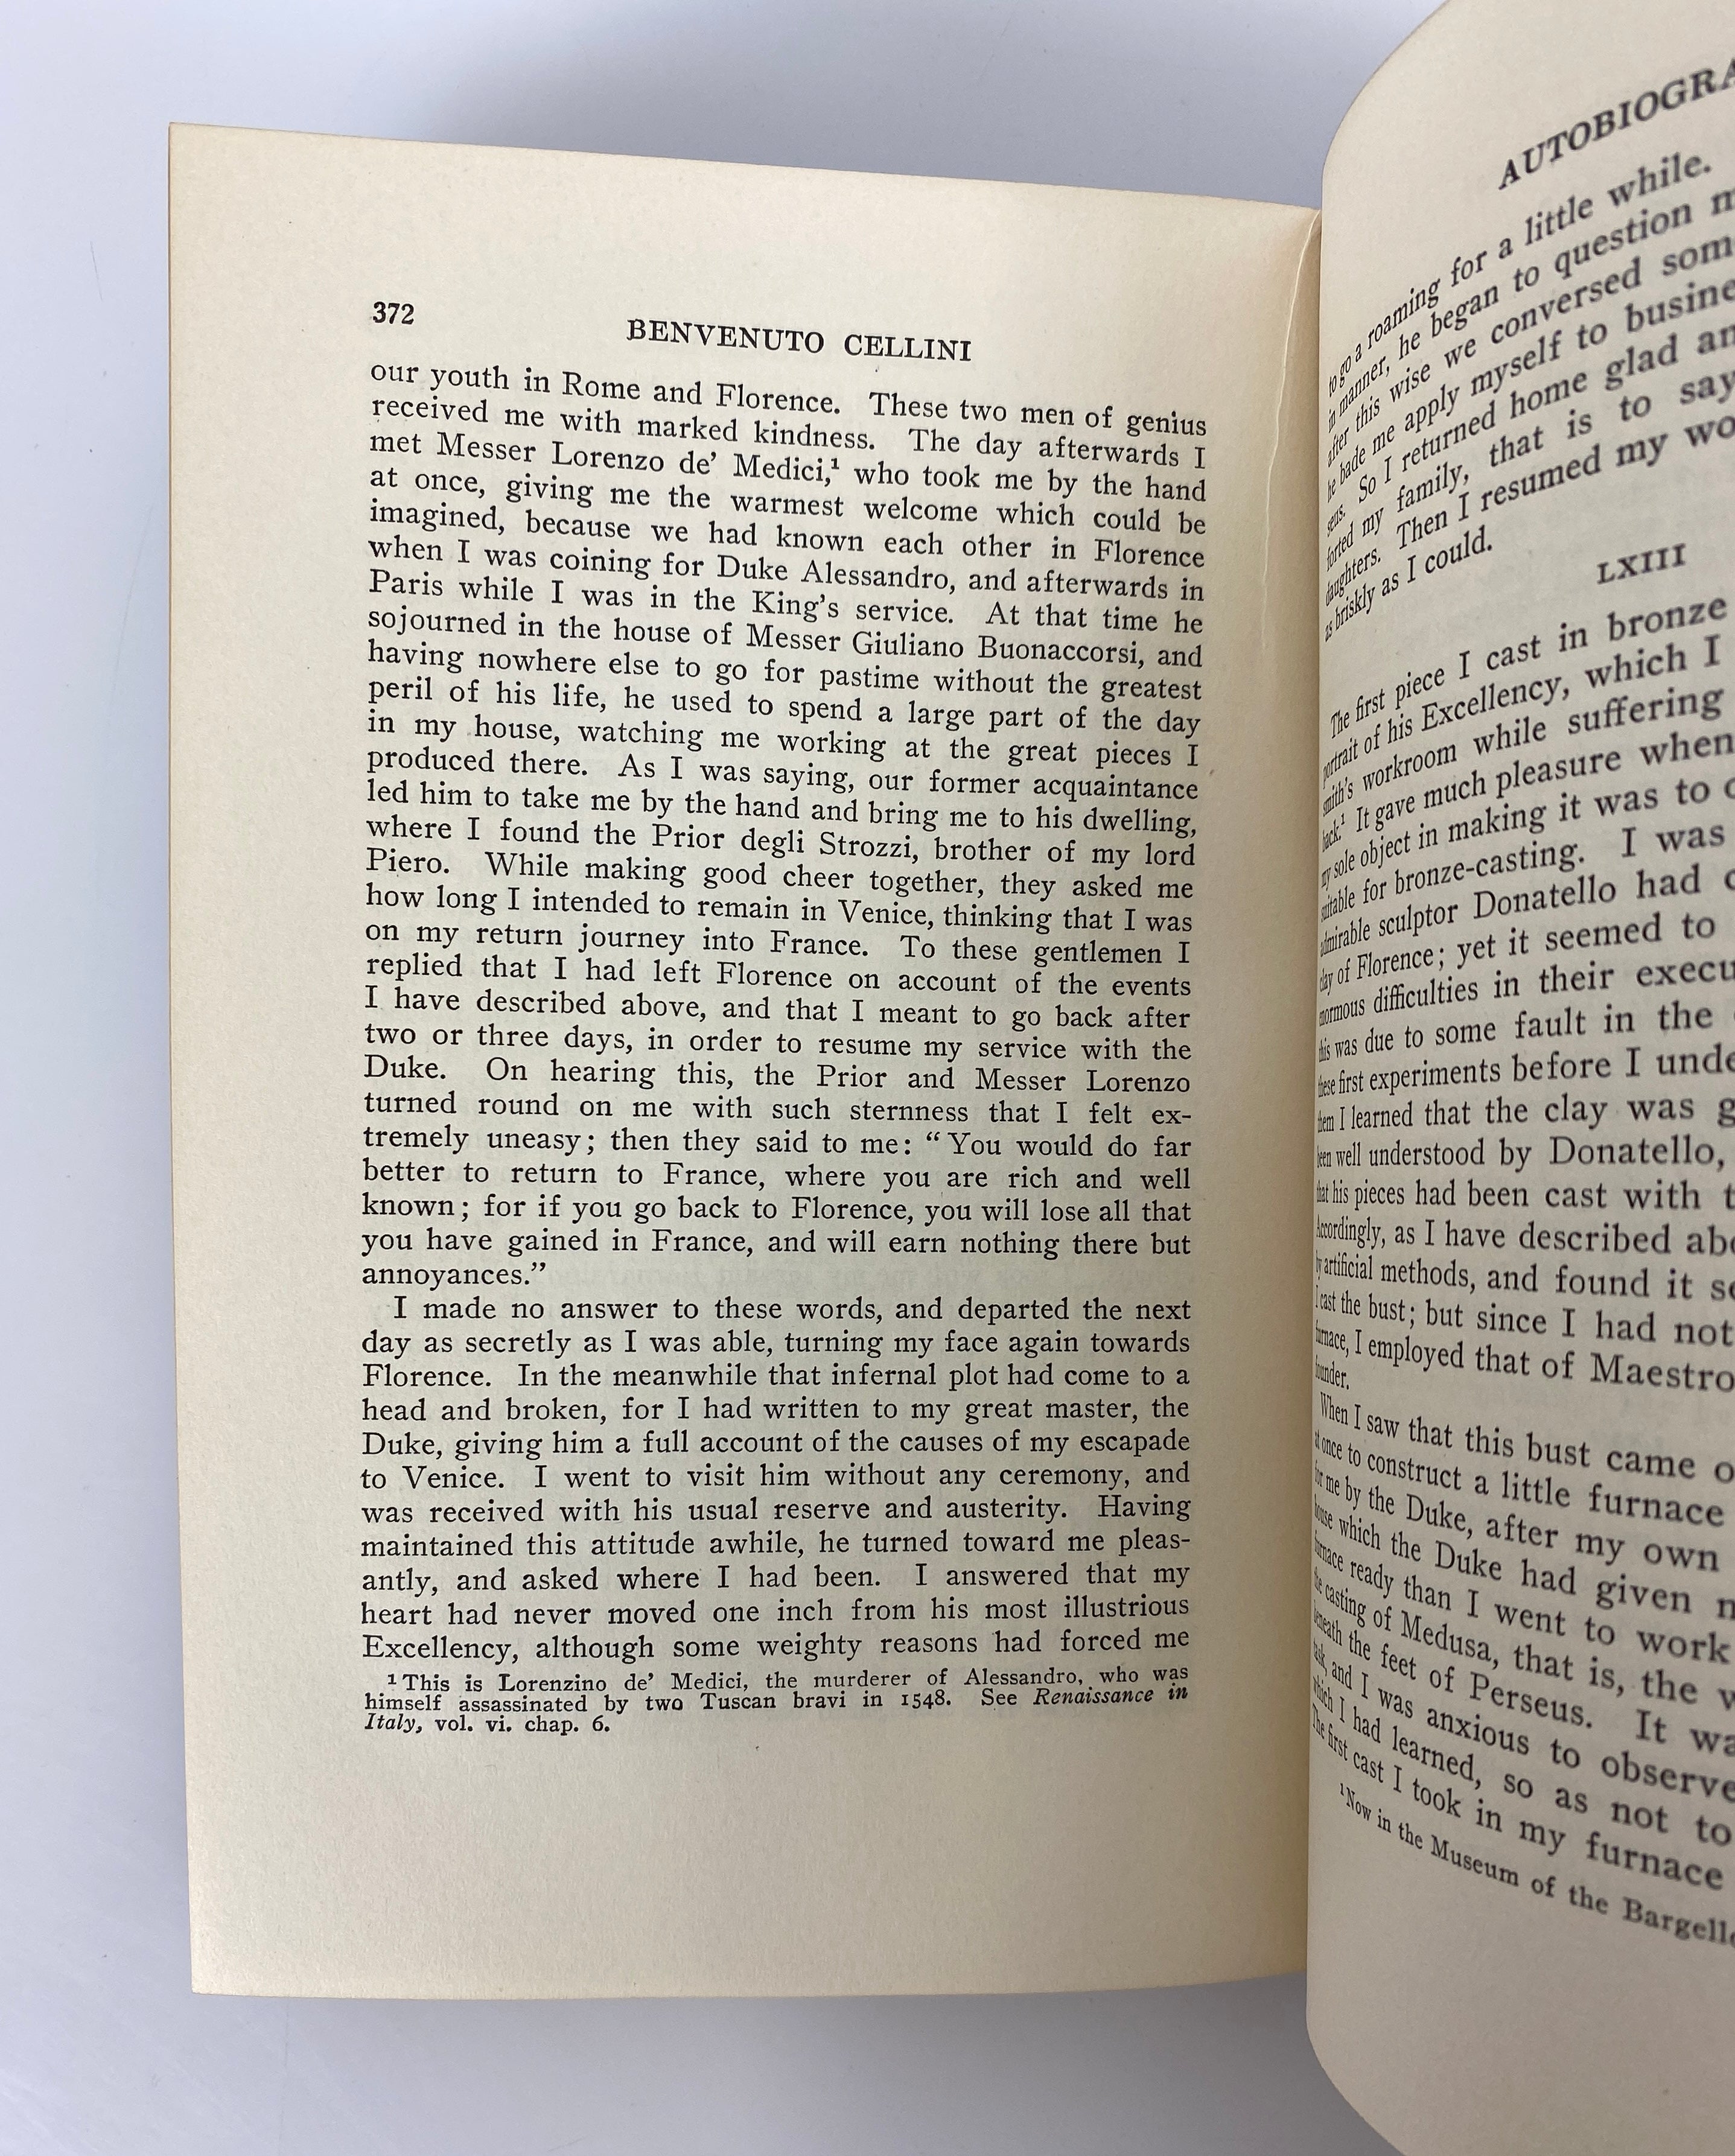 372
BENVENUTO CELLINI
our youth in Rome and Florence. These two men of genius
received me with marked kindness. The day afterwards I
met Messer Lorenzo de’ Medici,¹ who took me by the hand
at once, giving me the warmest welcome which could be
imagined, because we had known each other in Florence
when I was coining for Duke Alessandro, and afterwards in
Paris while I was in the King’s service. At that time he
sojourned in the house of Messer Giuliano Buonaccorsi, and
having nowhere else to go for pastime without the greatest
peril of his life, he used to spend a large part of the day
in my house, watching me working at the great pieces I
produced there. As I was saying, our former acquaintance
led him to take me by the hand and bring me to his dwelling,
where I found the Prior degli Strozzi, brother of my lord
Piero. While making good cheer together, they asked me
how long I intended to remain in Venice, thinking that I was
on my return journey into France. To these gentlemen I
replied that I had left Florence on account of the events
I have described above, and that I meant to go back after
two or three days, in order to resume my service with the
Duke. On hearing this, the Prior and Messer Lorenzo
turned round on me with such sternness that I felt ex-
tremely uneasy; then they said to me: “You would do far
better to return to France, where you are rich and well
known; for if you go back to Florence, you will lose all that
you have gained in France, and will earn nothing there but
annoyances.”
I made no answer to these words, and departed the next
day as secretly as I was able, turning my face again towards
Florence. In the meanwhile that infernal plot had come to a
head and broken, for I had written to my great master, the
Duke, giving him a full account of the causes of my escapade
to Venice. I went to visit him without any ceremony, and
was received with his usual reserve and austerity. Having
maintained this attitude awhile, he turned toward me pleas-
antly, and asked where I had been. I answered that my
heart had never moved one inch from his most illustrious
Excellency, although some weighty reasons had forced me
¹ This is Lorenzino de’ Medici, the murderer of Alessandro, who was
himself assassinated by two Tuscan bravi in 1548. See Renaissance in
Italy, vol. vi. chap. 6.
AUTOBIOGRA
to go a roaming for a little while.
in manner, he began to question
after this wise we conversed som
he bade me apply myself to busine
seus. So I returned home glad an
forted my family, that is to say
daughters. Then I resumed my wo
as briskly as I could.
LXIII
The first piece I cast in bronze
portrait of his Excellency, which I
smith’s workroom while suffering
back.¹ It gave much pleasure when
my sole object in making it was to
suitable for bronze-casting. I was
admirable sculptor Donatello had
clay of Florence; yet it seemed to
enormous difficulties in their execu
this was due to some fault in the
these first experiments before I unde
them I learned that the clay was g
been well understood by Donatello,
that his pieces had been cast with t
Accordingly, as I have described abo
by artificial methods, and found it se
I cast the bust; but since I had not
furnace, I employed that of Maestro
founder.
When I saw that this bust came o
at once to construct a little furnace
for me by the Duke, after my own
house which the Duke had given
furnace ready than I went to work
the casting of Medusa, that is, the
beneath the feet of Perseus. It wa
task, and I was anxious to observe
which I had learned, so as not to
The first cast I took in my furnace
¹ Now in the Museum of the Bargello